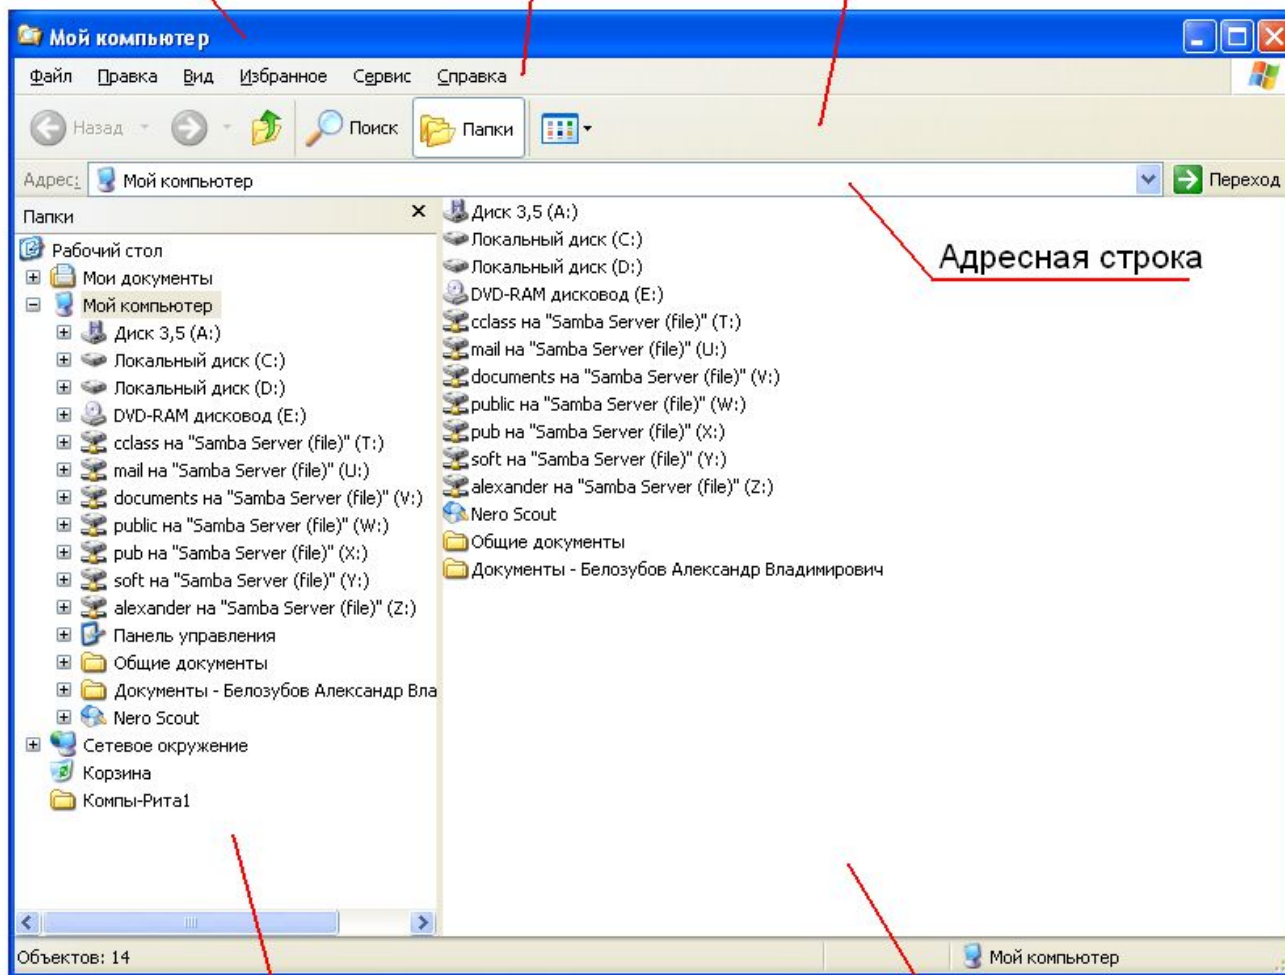 Мой компьютер
Файл Правка Вид Избранное Сервис Справка
Назад Поиск Папки
Адрес: Мой компьютер Переход
Папки
Рабочий стол
Мои документы
Мой компьютер
Диск 3,5 (A:)
Локальный диск (C:)
Локальный диск (D:)
DVD-RAM дисковод (E:)
cclass на "Samba Server (file)" (T:)
mail на "Samba Server (file)" (U:)
documents на "Samba Server (file)" (V:)
public на "Samba Server (file)" (W:)
pub на "Samba Server (file)" (X:)
soft на "Samba Server (file)" (Y:)
alexander на "Samba Server (file)" (Z:)
Панель управления
Общие документы
Документы - Белозубов Александр Вла
Nero Scout
Сетевое окружение
Корзина
Компы-Рита1
Диск 3,5 (A:)
Локальный диск (C:)
Локальный диск (D:)
DVD-RAM дисковод (E:)
cclass на "Samba Server (file)" (T:)
mail на "Samba Server (file)" (U:)
documents на "Samba Server (file)" (V:)
public на "Samba Server (file)" (W:)
pub на "Samba Server (file)" (X:)
soft на "Samba Server (file)" (Y:)
alexander на "Samba Server (file)" (Z:)
Nero Scout
Общие документы
Документы - Белозубов Александр Владимирович
Адресная строка
Объектов: 14 Мой компьютер